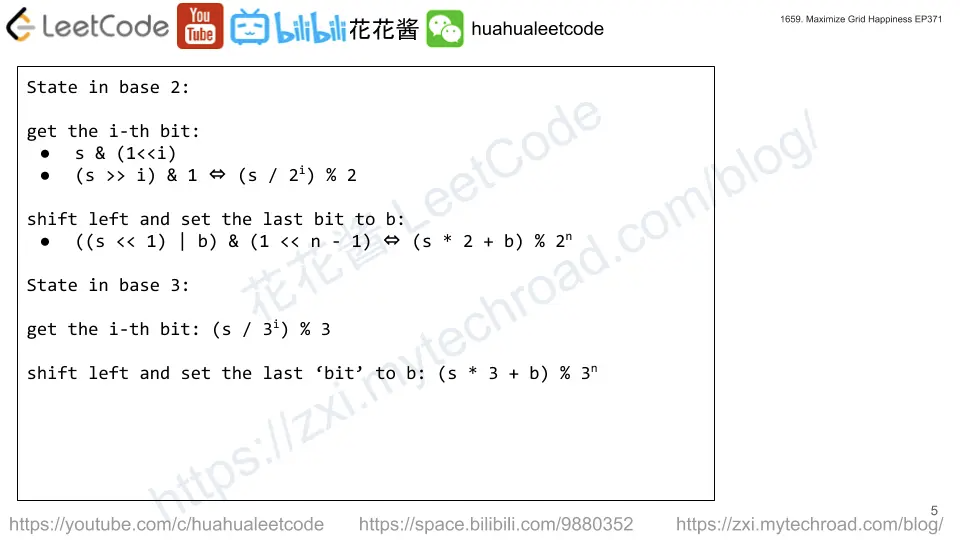 LeetCode You Tube bilibili 花花酱 huahualeetcode
1659. Maximize Grid Happiness EP371
State in base 2:
get the i-th bit:
● s & (1<<i)
● (s >> i) & 1 ⇔ (s / 2ⁱ) % 2
shift left and set the last bit to b:
● ((s << 1) | b) & (1 << n - 1) ⇔ (s * 2 + b) % 2ⁿ
State in base 3:
get the i-th bit: (s / 3ⁱ) % 3
shift left and set the last ‘bit’ to b: (s * 3 + b) % 3ⁿ
花花酱 LeetCode
https://zxi.mytechroad.com/blog/
5
https://youtube.com/c/huahualeetcode https://space.bilibili.com/9880352 https://zxi.mytechroad.com/blog/